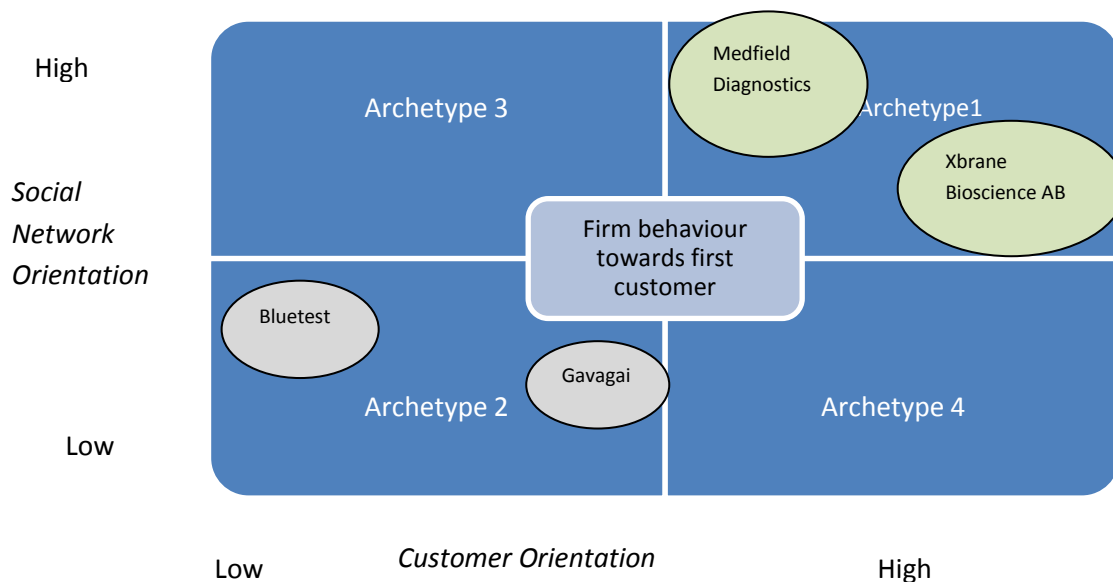 High
Medfield
Diagnostics
Archetype 3
Archetype1
Xbrane
Bioscience AB
Social
Network
Orientation
Firm behaviour
towards first
customer
Bluetest
Gavagai
Archetype 2
Archetype 4
Low
Low
Customer Orientation
High